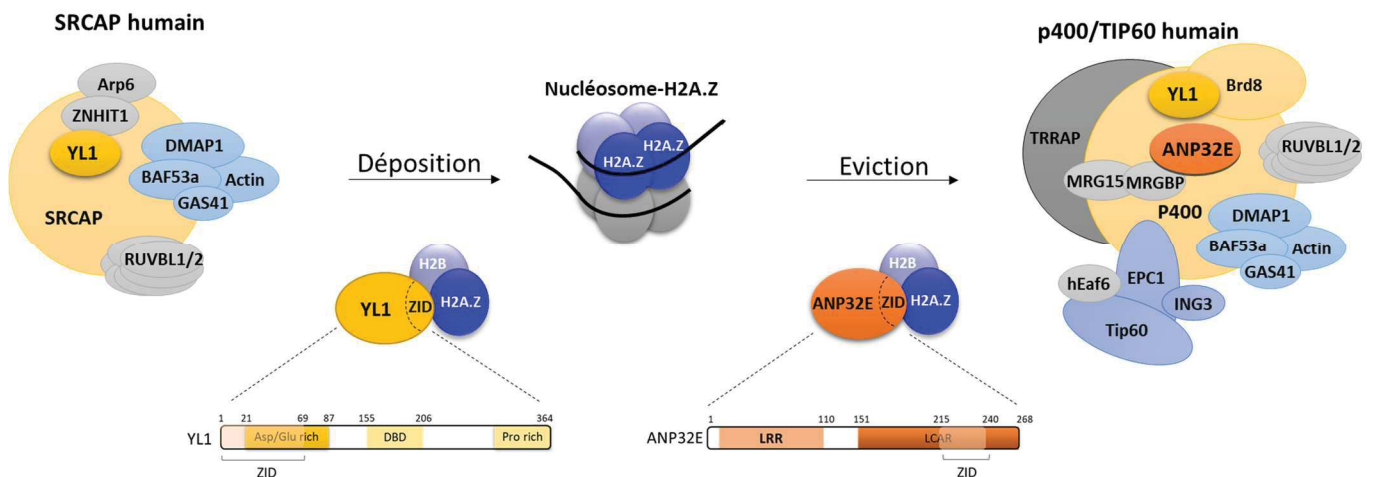 SRCAP humain
Arp6
ZNHIT1
YL1
DMAP1
BAF53a
Actin
GAS41
SRCAP
RUVBL1/2
Déposition
Nucléosome-H2A.Z
H2A.Z
H2A.Z
Eviction
p400/TIP60 humain
YL1
Brd8
TRRAP
ANP32E
RUVBL1/2
MRG15
MRGBP
P400
DMAP1
BAF53a
Actin
GAS41
EPC1
hEaf6
ING3
Tip60
H2B
YL1
ZID
H2A.Z
H2B
ANP32E
ZID
H2A.Z
1 21 69 87 155 206 364
YL1 Asp/Glu rich DBD Pro rich
ZID
1 110 151 215 240 268
ANP32E LRR LCAR
ZID